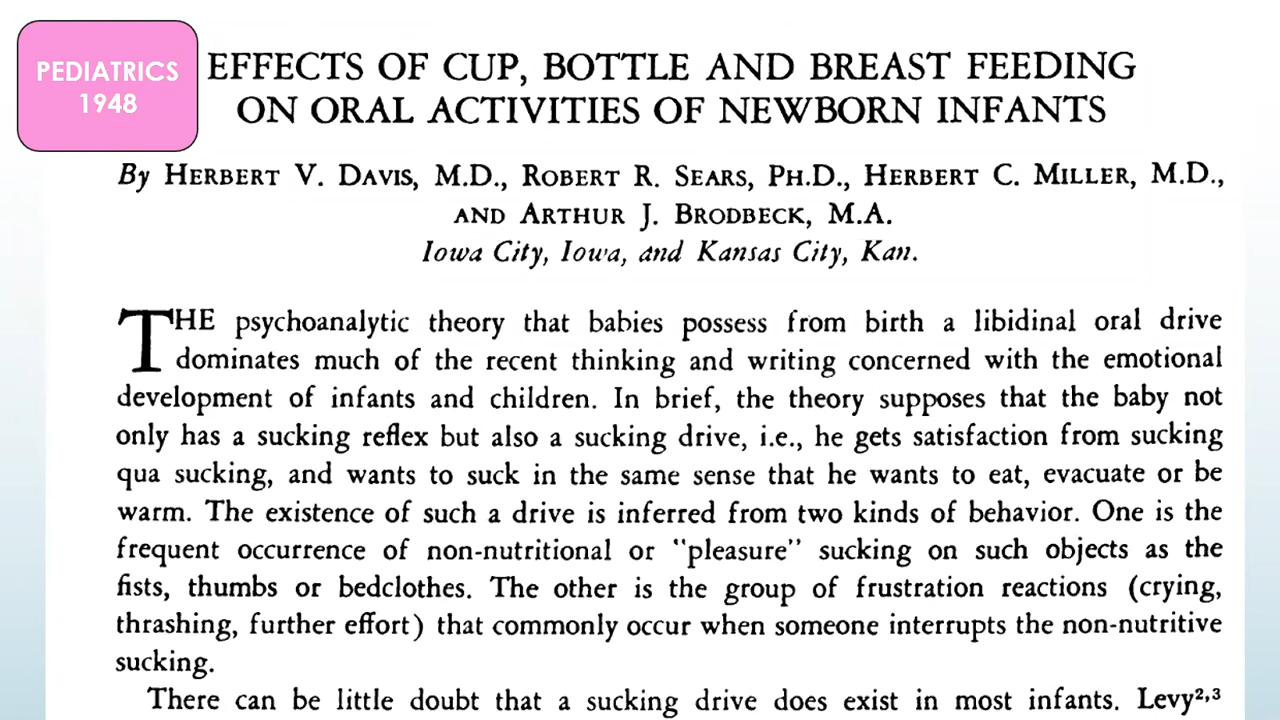 PEDIATRICS
1948
EFFECTS OF CUP, BOTTLE AND BREAST FEEDING
ON ORAL ACTIVITIES OF NEWBORN INFANTS
By HERBERT V. DAVIS, M.D., ROBERT R. SEARS, PH.D., HERBERT C. MILLER, M.D.,
AND ARTHUR J. BRODBECK, M.A.
Iowa City, Iowa, and Kansas City, Kan.
THE psychoanalytic theory that babies possess from birth a libidinal oral drive
dominates much of the recent thinking and writing concerned with the emotional
development of infants and children. In brief, the theory supposes that the baby not
only has a sucking reflex but also a sucking drive, i.e., he gets satisfaction from sucking
qua sucking, and wants to suck in the same sense that he wants to eat, evacuate or be
warm. The existence of such a drive is inferred from two kinds of behavior. One is the
frequent occurrence of non-nutritional or "pleasure" sucking on such objects as the
fists, thumbs or bedclothes. The other is the group of frustration reactions (crying,
thrashing, further effort) that commonly occur when someone interrupts the non-nutritive
sucking.
There can be little doubt that a sucking drive does exist in most infants. Levy²,³